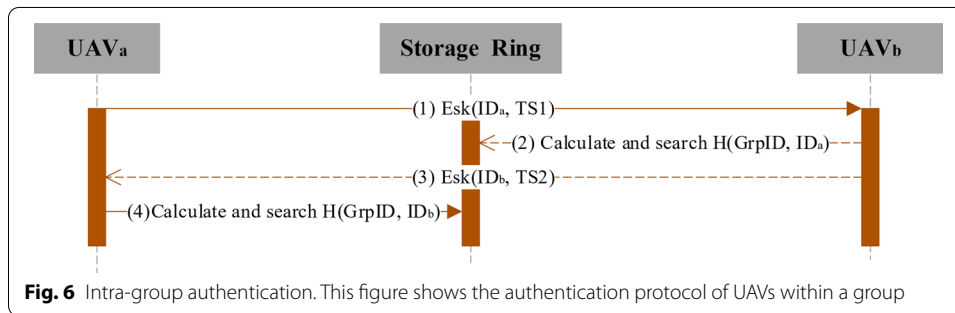 UAVa Storage Ring UAVb
(1) Esk(IDa, TS1)
(2) Calculate and search H(GrpID, IDa)
(3) Esk(IDb, TS2)
(4)Calculate and search H(GrpID, IDb)
Fig. 6 Intra-group authentication. This figure shows the authentication protocol of UAVs within a group